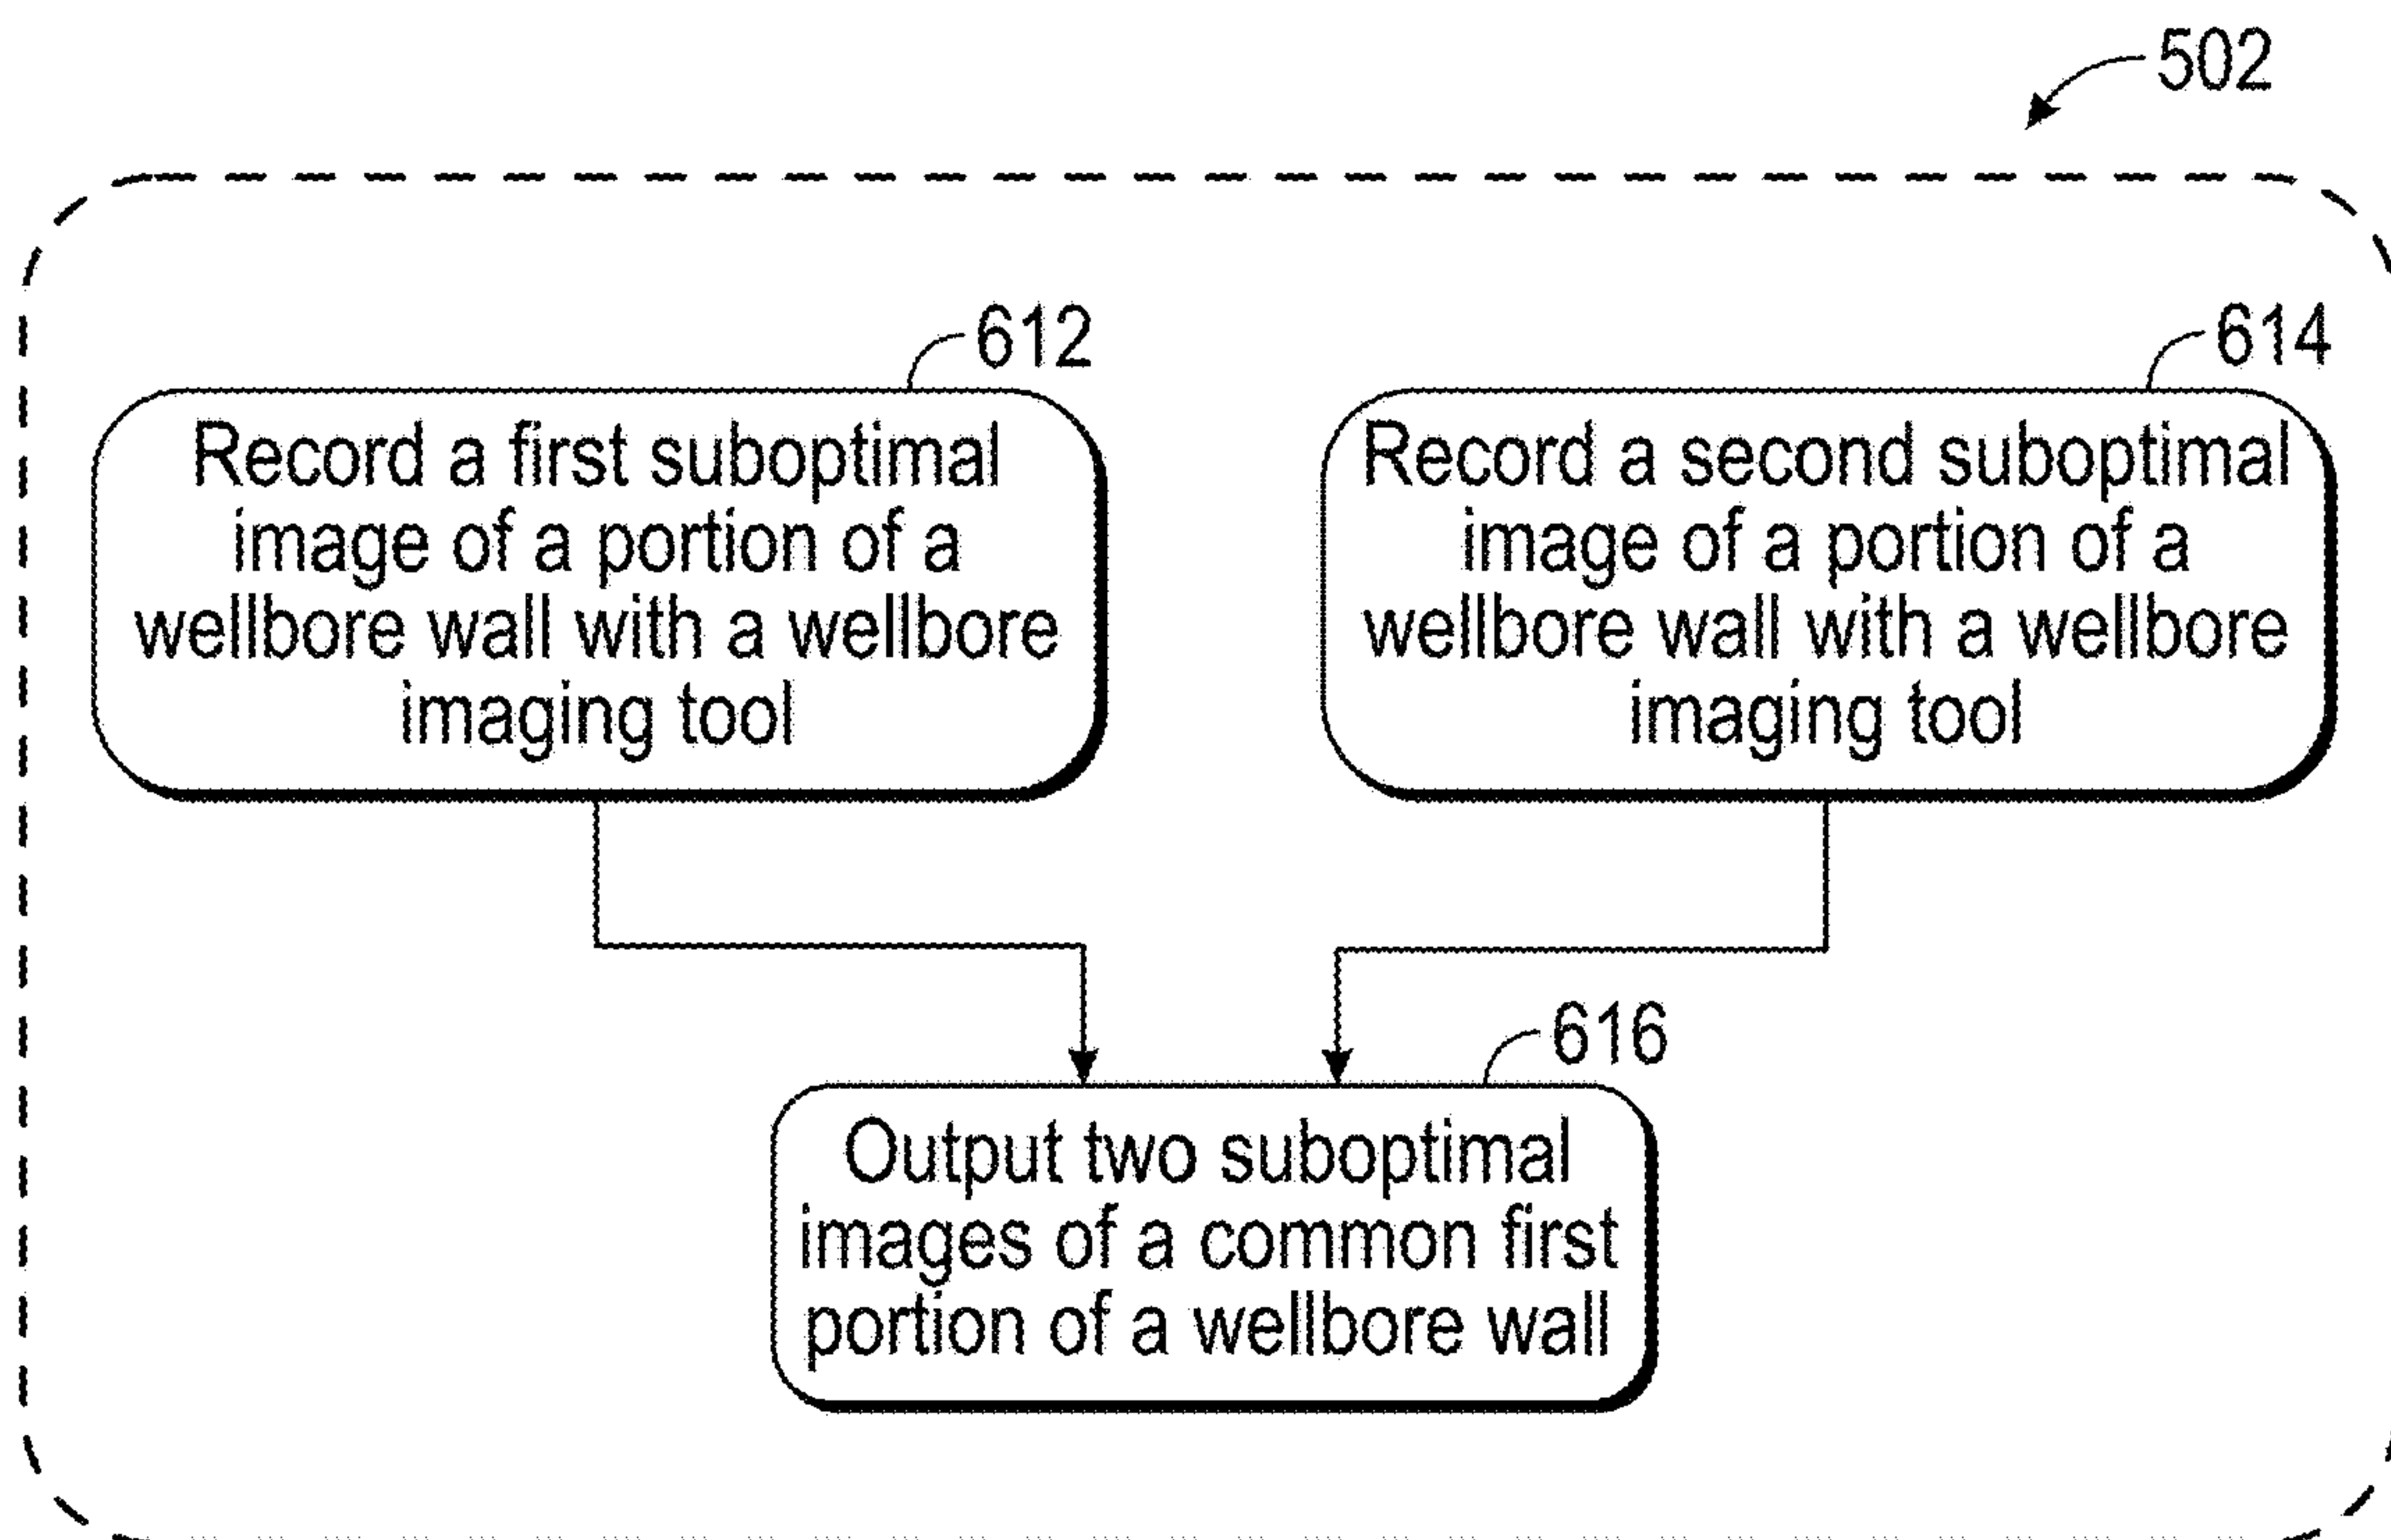 502
612
Record a first suboptimal
image of a portion of a
wellbore wall with a wellbore
imaging tool
614
Record a second suboptimal
image of a portion of a
wellbore wall with a wellbore
imaging tool
616
Output two suboptimal
images of a common first
portion of a wellbore wall